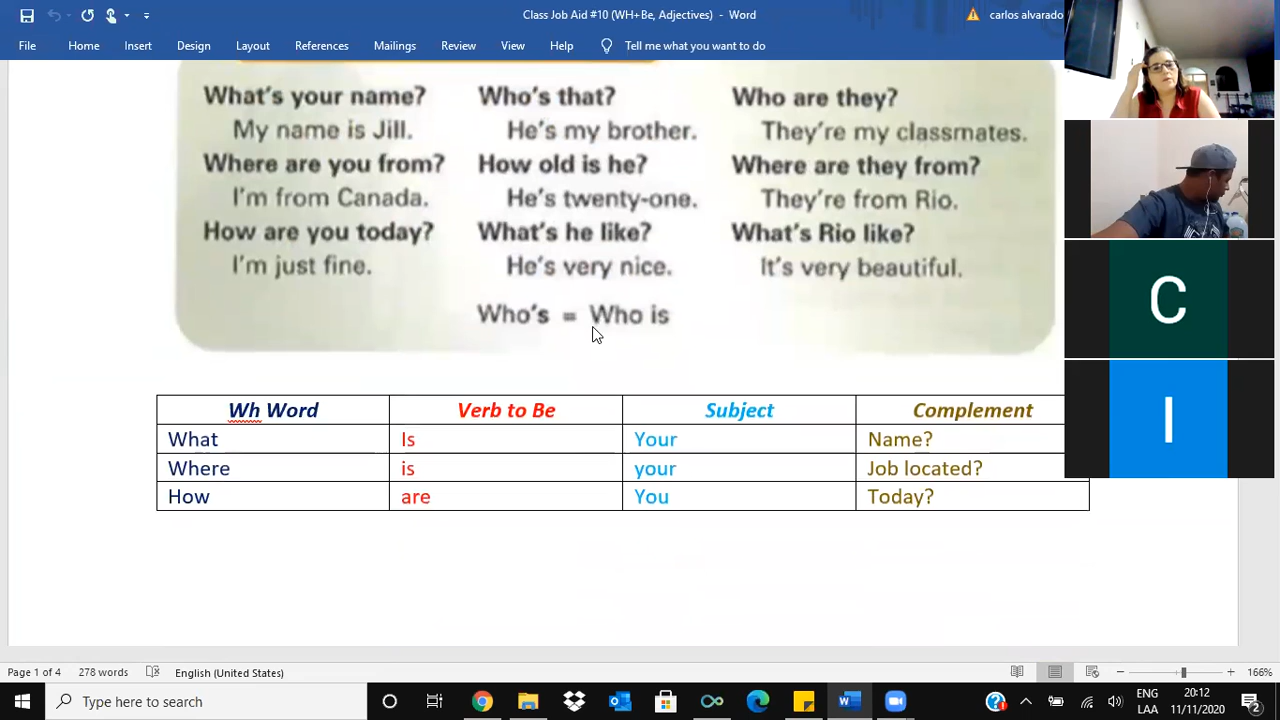 Class Job Aid #10 (WH+Be, Adjectives) - Word
carlos alvarado
File Home Insert Design Layout References Mailings Review View Help Tell me what you want to do
What's your name? Who's that? Who are they?
My name is Jill. He's my brother. They're my classmates.
Where are you from? How old is he? Where are they from?
I'm from Canada. He's twenty-one. They're from Rio.
How are you today? What's he like? What's Rio like?
I'm just fine. He's very nice. It's very beautiful.
Who's = Who is
Wh Word Verb to Be Subject Complement
What Is Your Name?
Where is your Job located?
How are You Today?
C
I
Page 1 of 4 278 words English (United States) 166%
Type here to search
ENG 20:12
LAA 11/11/2020 2